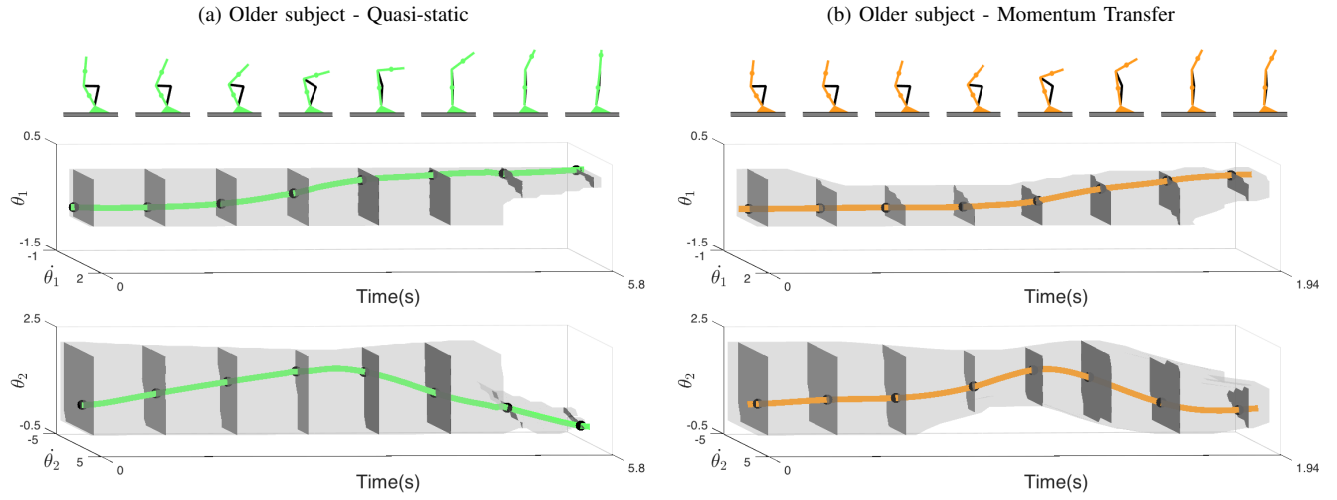 (a) Older subject - Quasi-static
(b) Older subject - Momentum Transfer
0.5
θ₁
-1.5
-1
θ̇₁
2
0
Time(s)
5.8
0.5
θ₁
-1.5
-1
θ̇₁
2
0
Time(s)
1.94
2.5
θ₂
-0.5
-5
θ̇₂
5
0
Time(s)
5.8
2.5
θ₂
-0.5
-5
θ̇₂
5
0
Time(s)
1.94